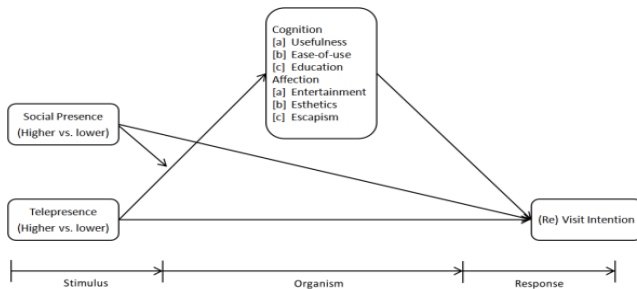 Cognition
[a] Usefulness
[b] Ease-of-use
[c] Education
Affection
[a] Entertainment
[b] Esthetics
[c] Escapism
Social Presence
(Higher vs. lower)
Telepresence
(Higher vs. lower)
(Re) Visit Intention
Stimulus
Organism
Response